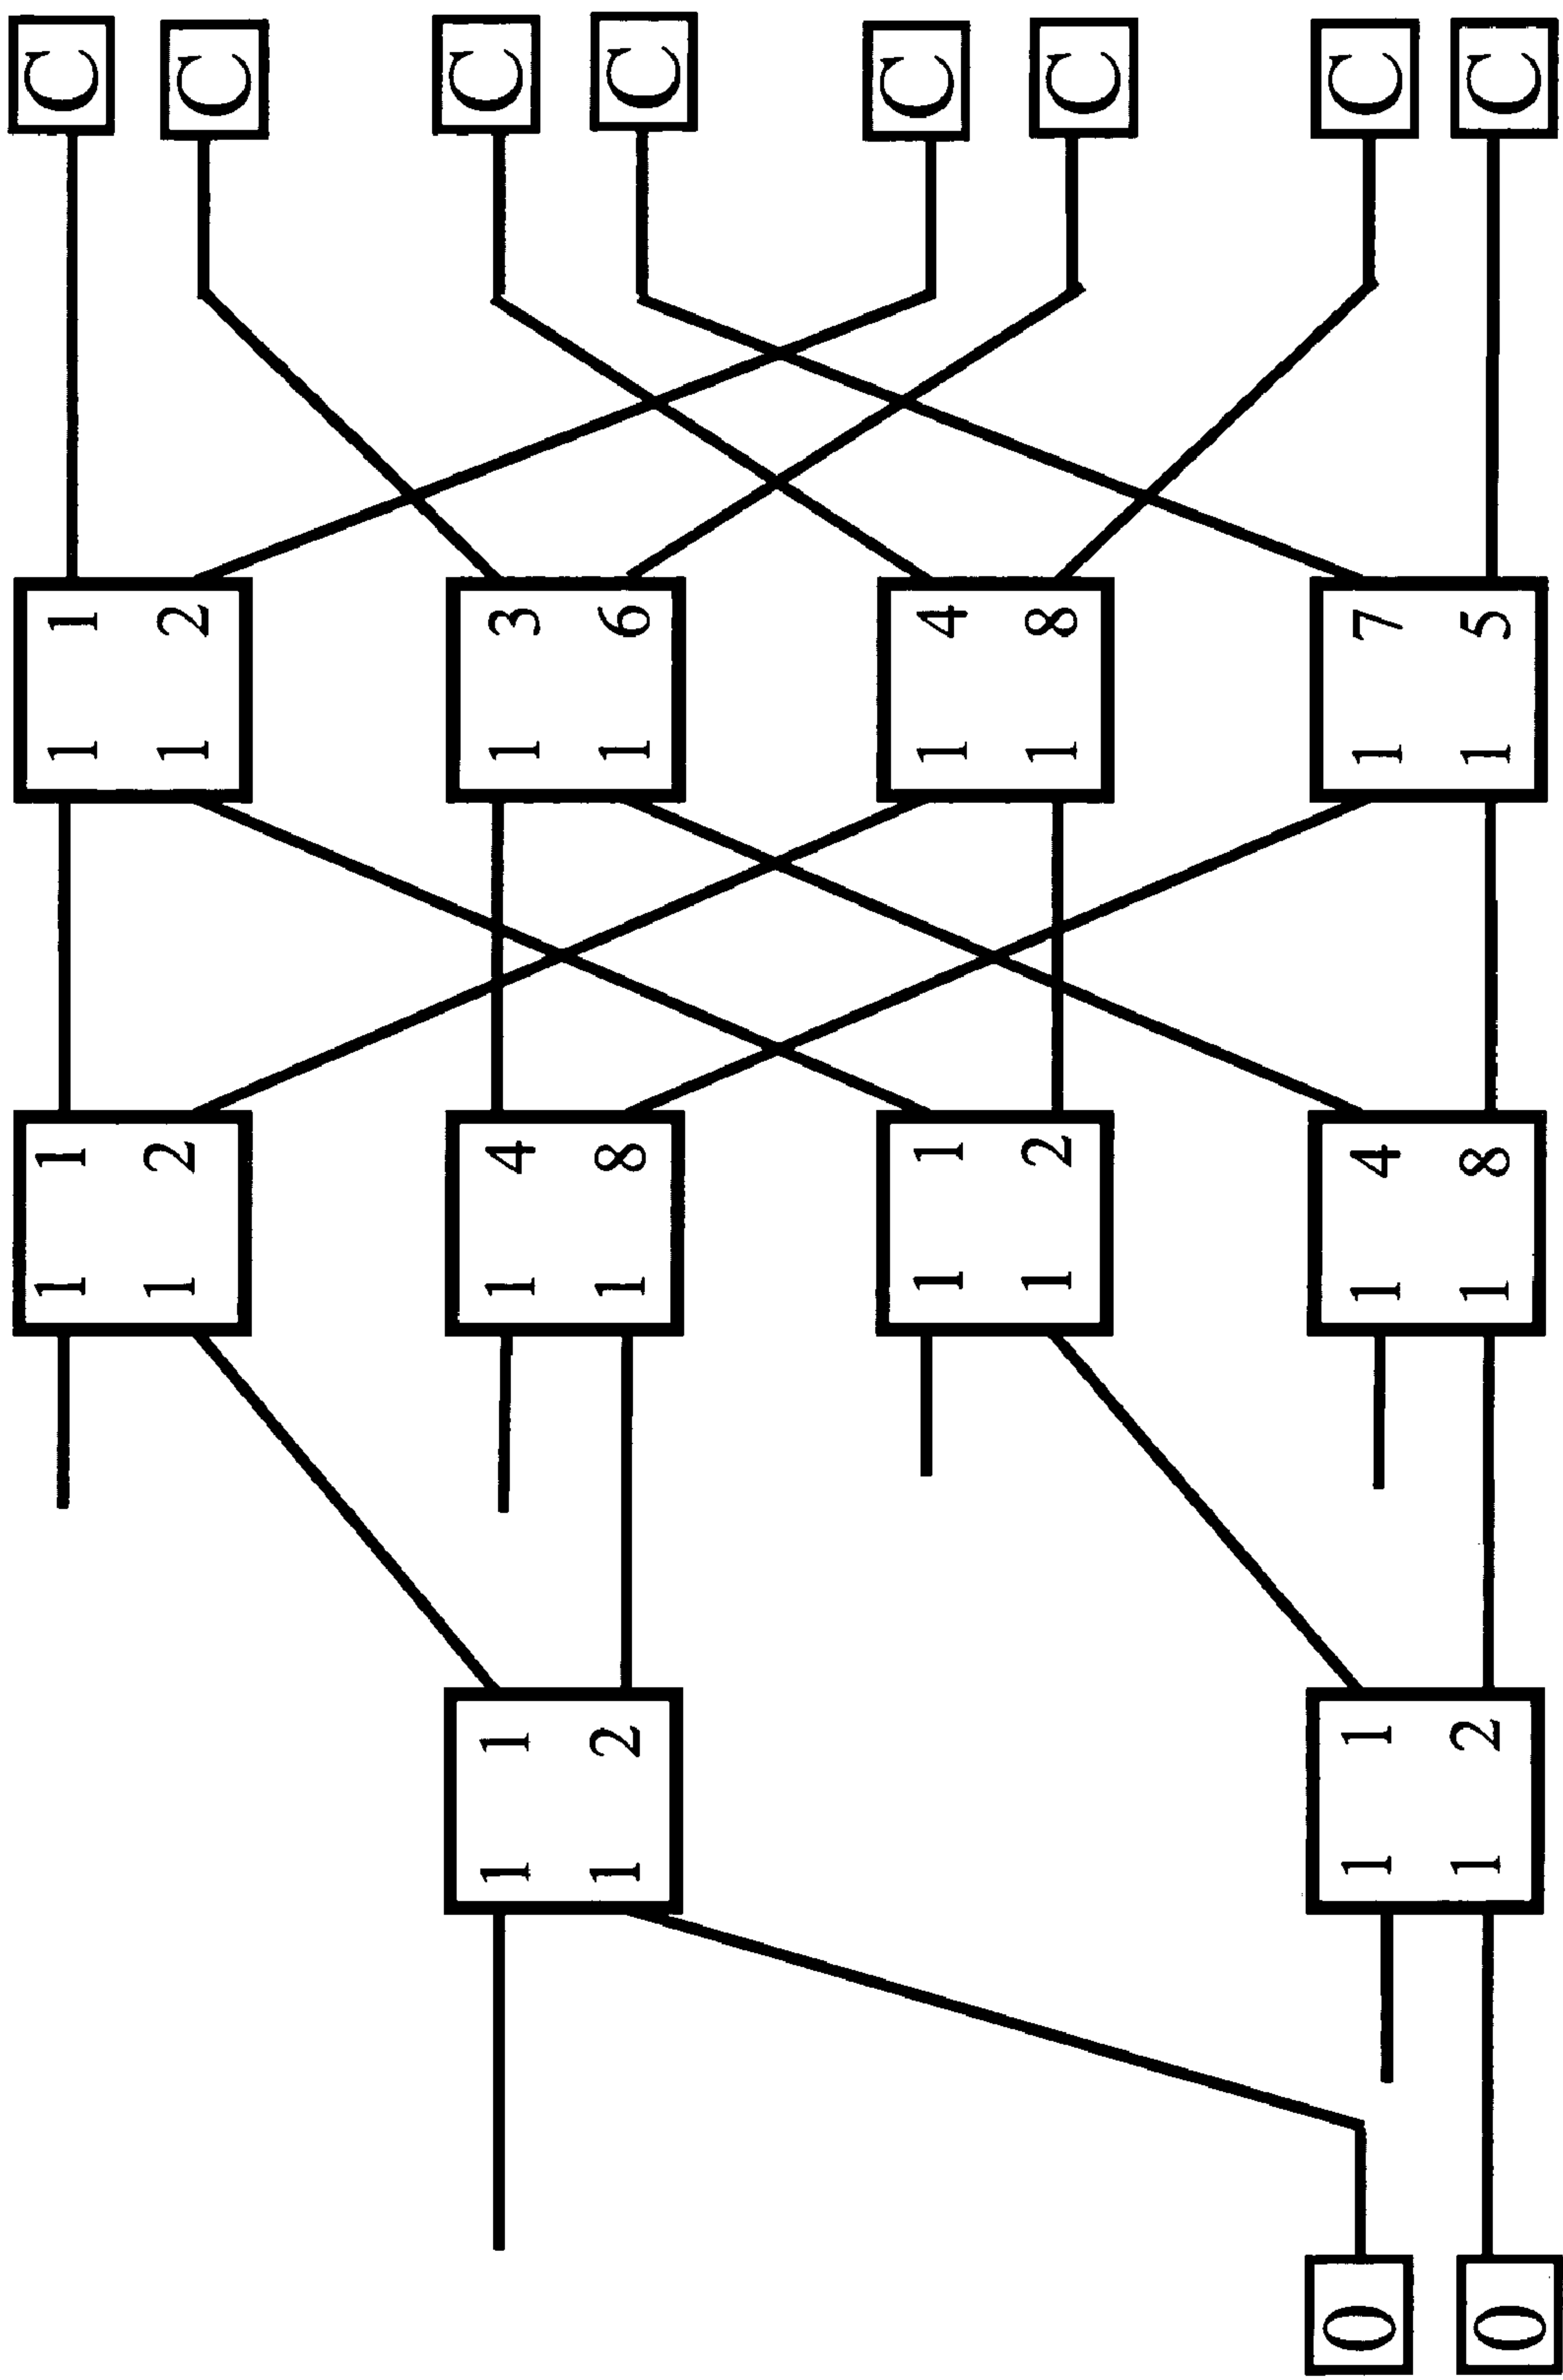 1 1 1 1 C
1 2 1 2 C
1 1 1 4 1 3 C
1 2 1 8 1 6 C
1 1 1 4 C
1 2 1 8 C
0 1 1 1 4 1 7 C
0 1 2 1 8 1 5 C